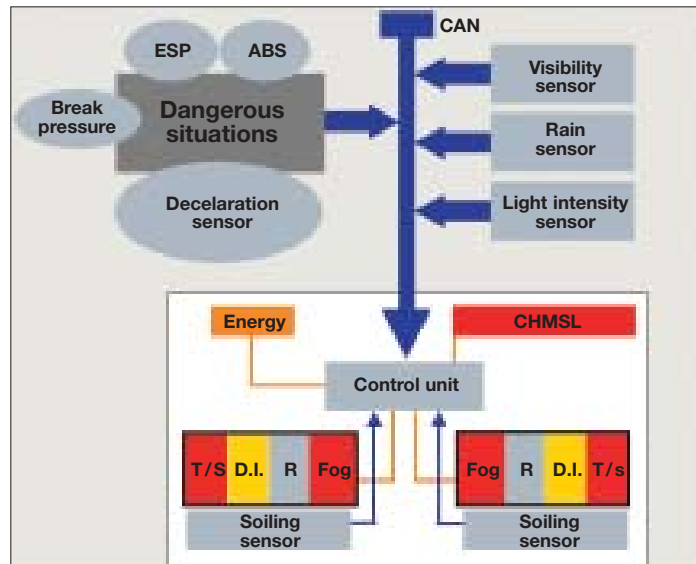 CAN
ESP
ABS
Break
pressure
Dangerous
situations
Decelaration
sensor
Visibility
sensor
Rain
sensor
Light intensity
sensor
Energy
CHMSL
Control unit
T/S D.I. R Fog
Fog R D.I. T/s
Soiling
sensor
Soiling
sensor